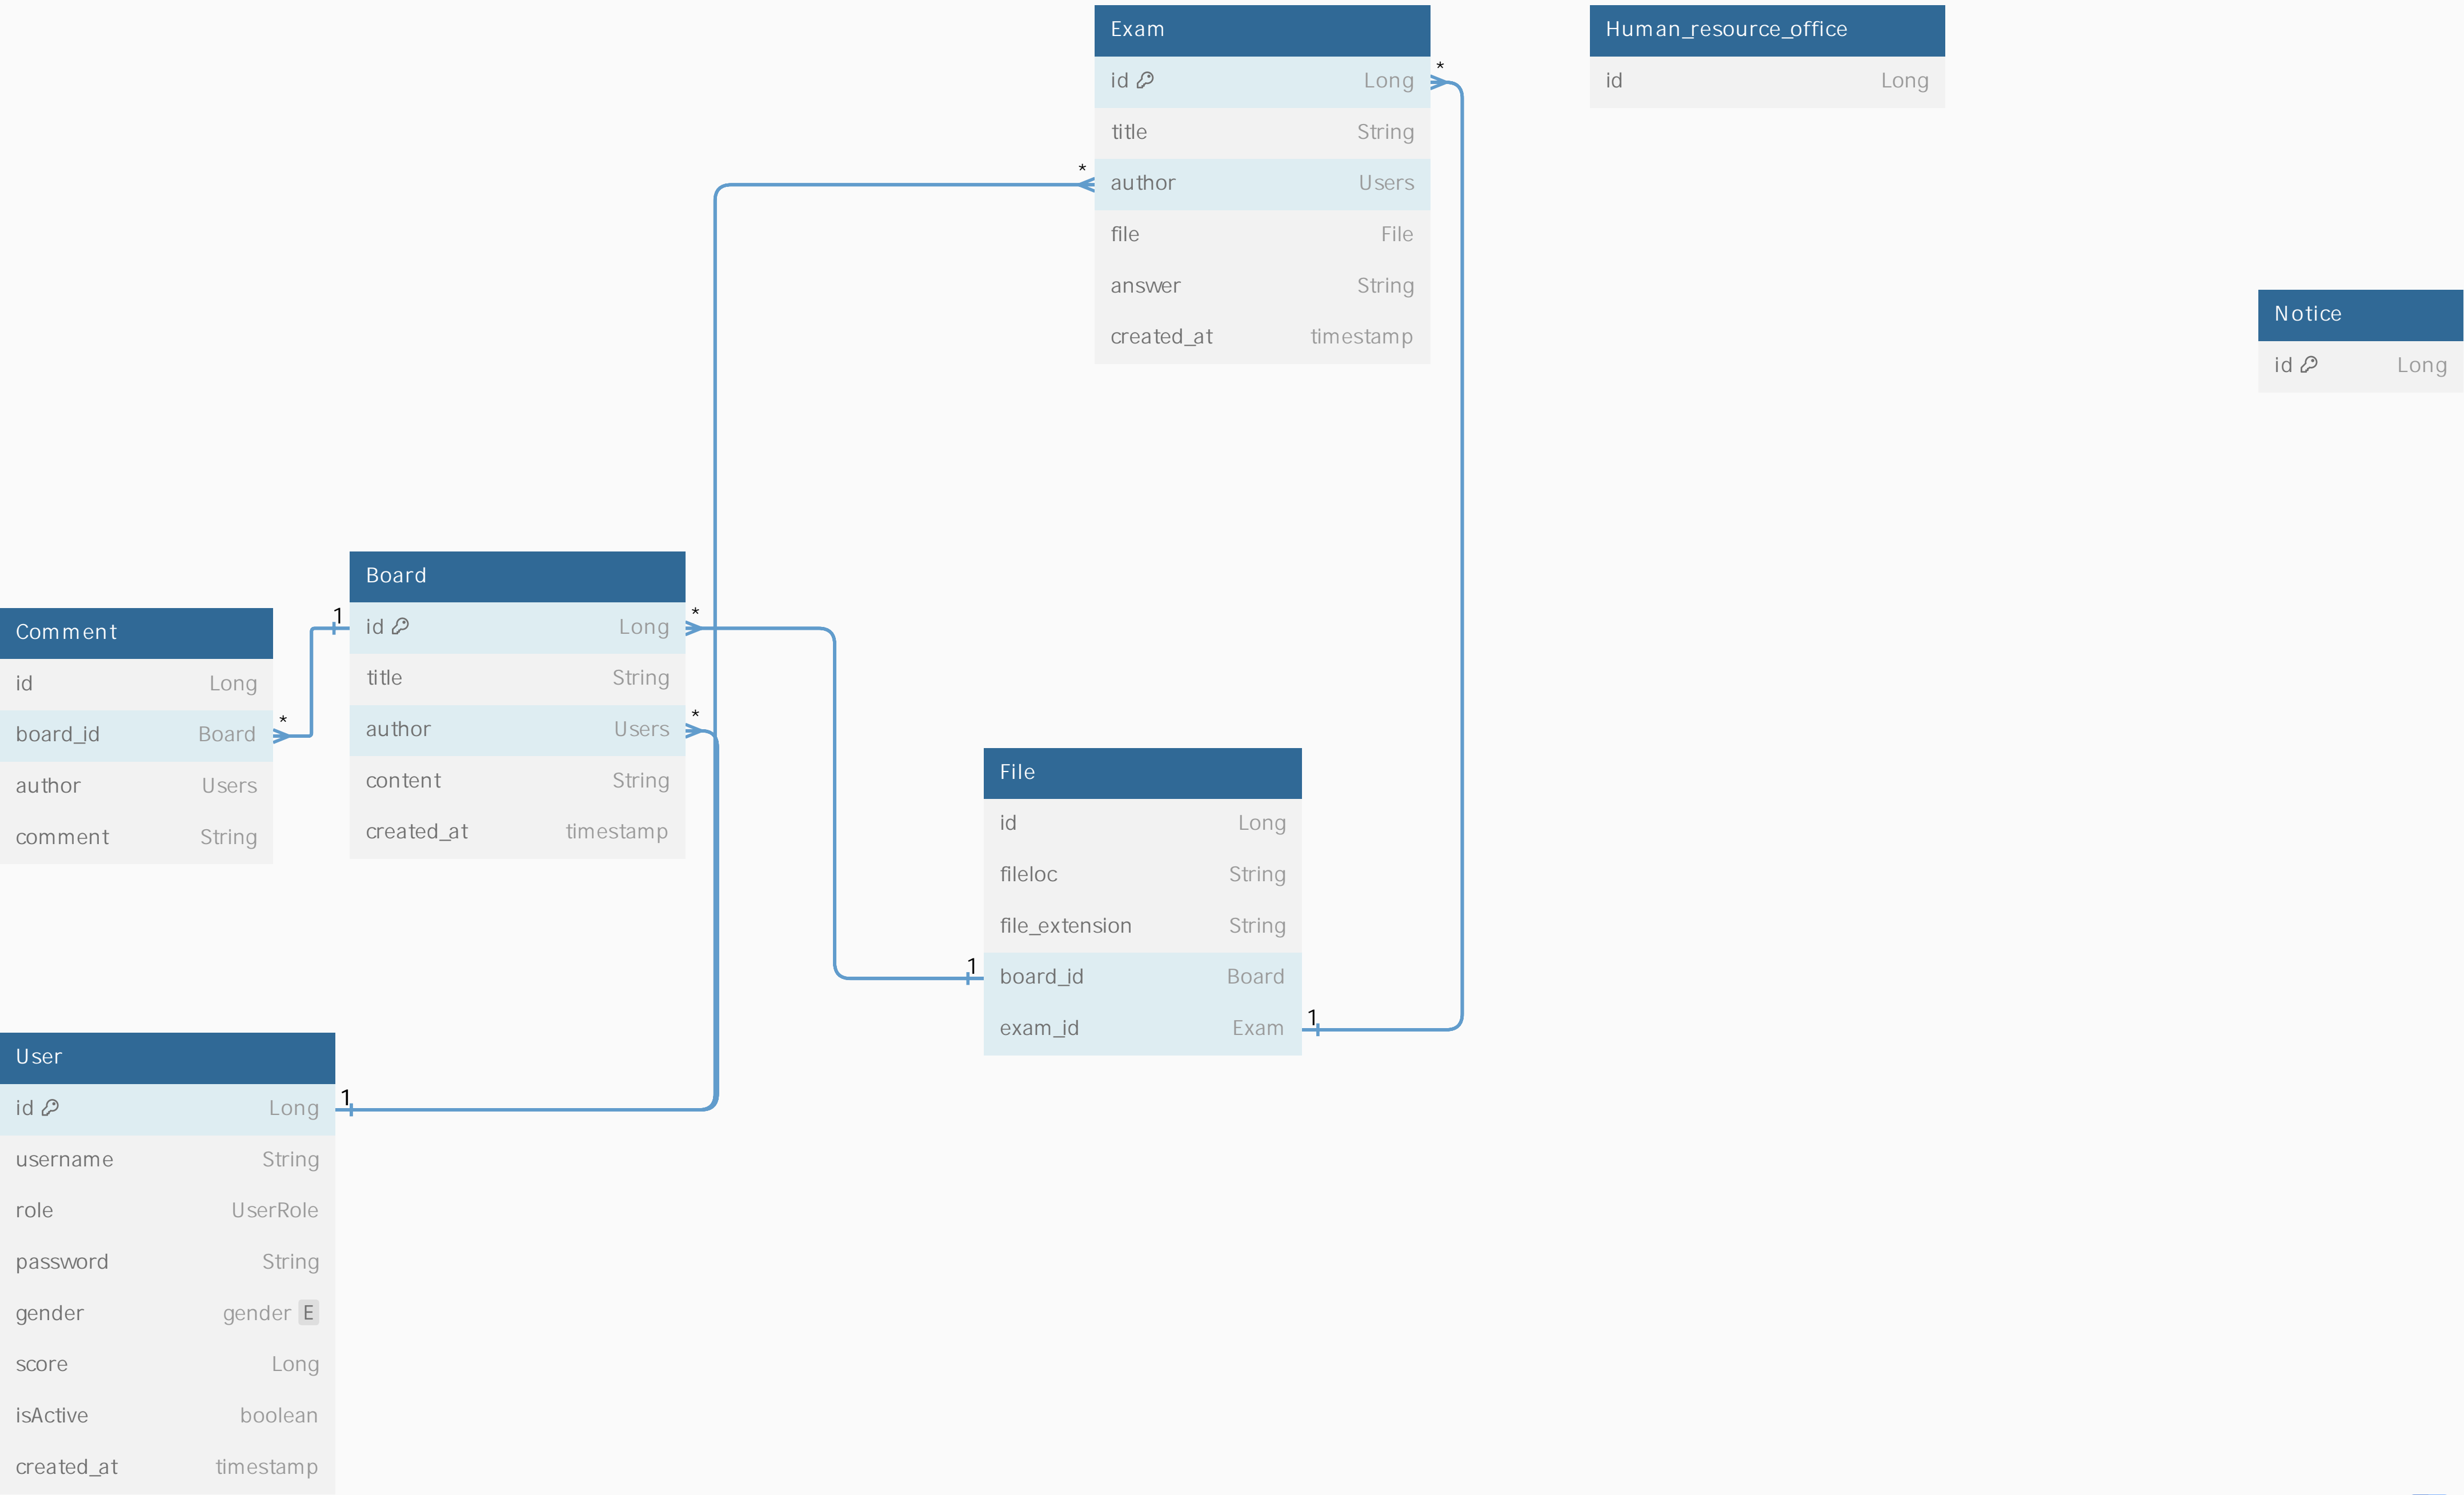 Exam
id Long
title String
author Users
file File
answer String
created_at timestamp
*
*
Human_resource_office
id Long
Notice
id Long
Board
id Long
title String
author Users
content String
created_at timestamp
1
*
*
Comment
id Long
board_id Board
author Users
comment String
*
File
id Long
fileloc String
file_extension String
board_id Board
exam_id Exam
1
1
User
id Long
username String
role UserRole
password String
gender gender E
score Long
isActive boolean
created_at timestamp
1